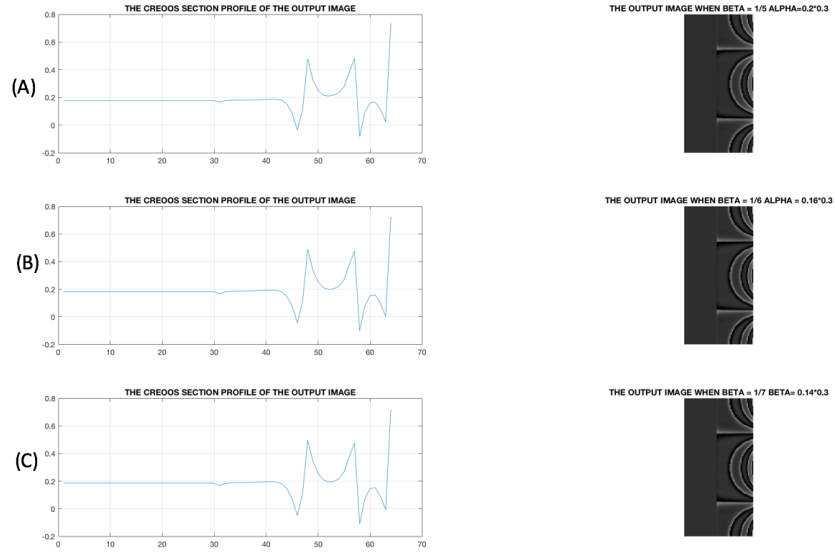 THE CREOOS SECTION PROFILE OF THE OUTPUT IMAGE
THE OUTPUT IMAGE WHEN BETA = 1/5 ALPHA=0.2*0.3
(A)
0.8
0.6
0.4
0.2
0
-0.2
0 10 20 30 40 50 60 70
THE CREOOS SECTION PROFILE OF THE OUTPUT IMAGE
THE OUTPUT IMAGE WHEN BETA = 1/6 ALPHA = 0.16*0.3
(B)
0.8
0.6
0.4
0.2
0
-0.2
0 10 20 30 40 50 60 70
THE CREOOS SECTION PROFILE OF THE OUTPUT IMAGE
THE OUTPUT IMAGE WHEN BETA = 1/7 BETA= 0.14*0.3
(C)
0.8
0.6
0.4
0.2
0
-0.2
0 10 20 30 40 50 60 70